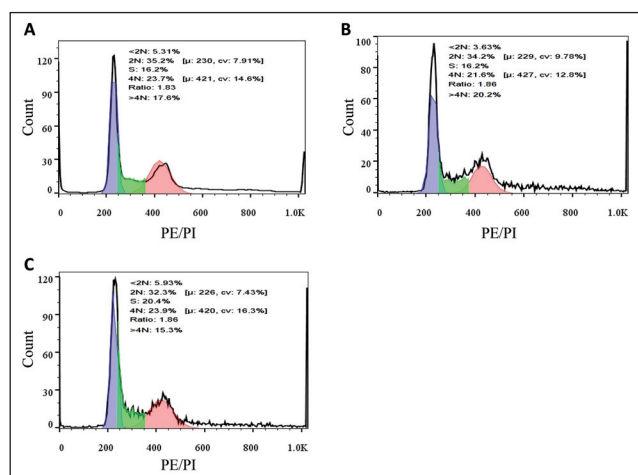 A
<2N: 5.31%
2N: 35.2% [µ: 230, cv: 7.91%]
S: 16.2%
4N: 23.7% [µ: 421, cv: 14.6%]
Ratio: 1.83
>4N: 17.6%
120
90
60
30
0
Count
0 200 400 600 800 1.0K
PE/PI
B
<2N: 3.63%
2N: 34.2% [µ: 229, cv: 9.78%]
S: 16.2%
4N: 21.6% [µ: 427, cv: 12.8%]
Ratio: 1.86
>4N: 20.2%
100
80
60
40
20
0
Count
0 200 400 600 800 1.0K
PE/PI
C
<2N: 5.93%
2N: 32.3% [µ: 226, cv: 7.43%]
S: 20.4%
4N: 23.9% [µ: 420, cv: 16.3%]
Ratio: 1.86
>4N: 15.3%
120
90
60
30
0
Count
0 200 400 600 800 1.0K
PE/PI